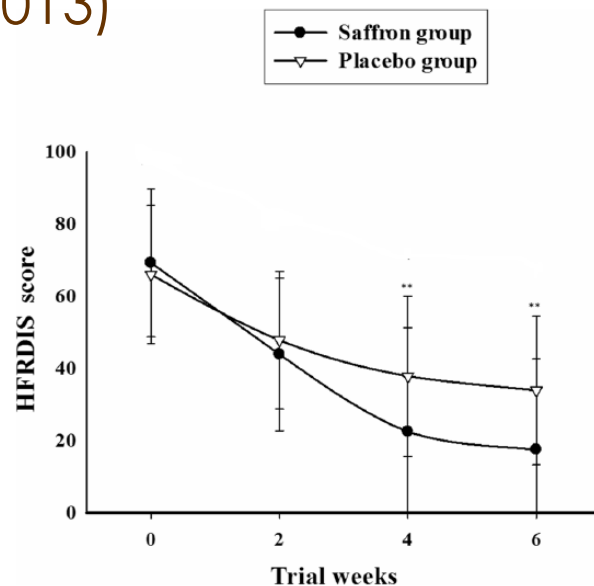 013)
Saffron group
Placebo group
100
80
60
40
20
0
HFRDIS score
**
**
0 2 4 6
Trial weeks